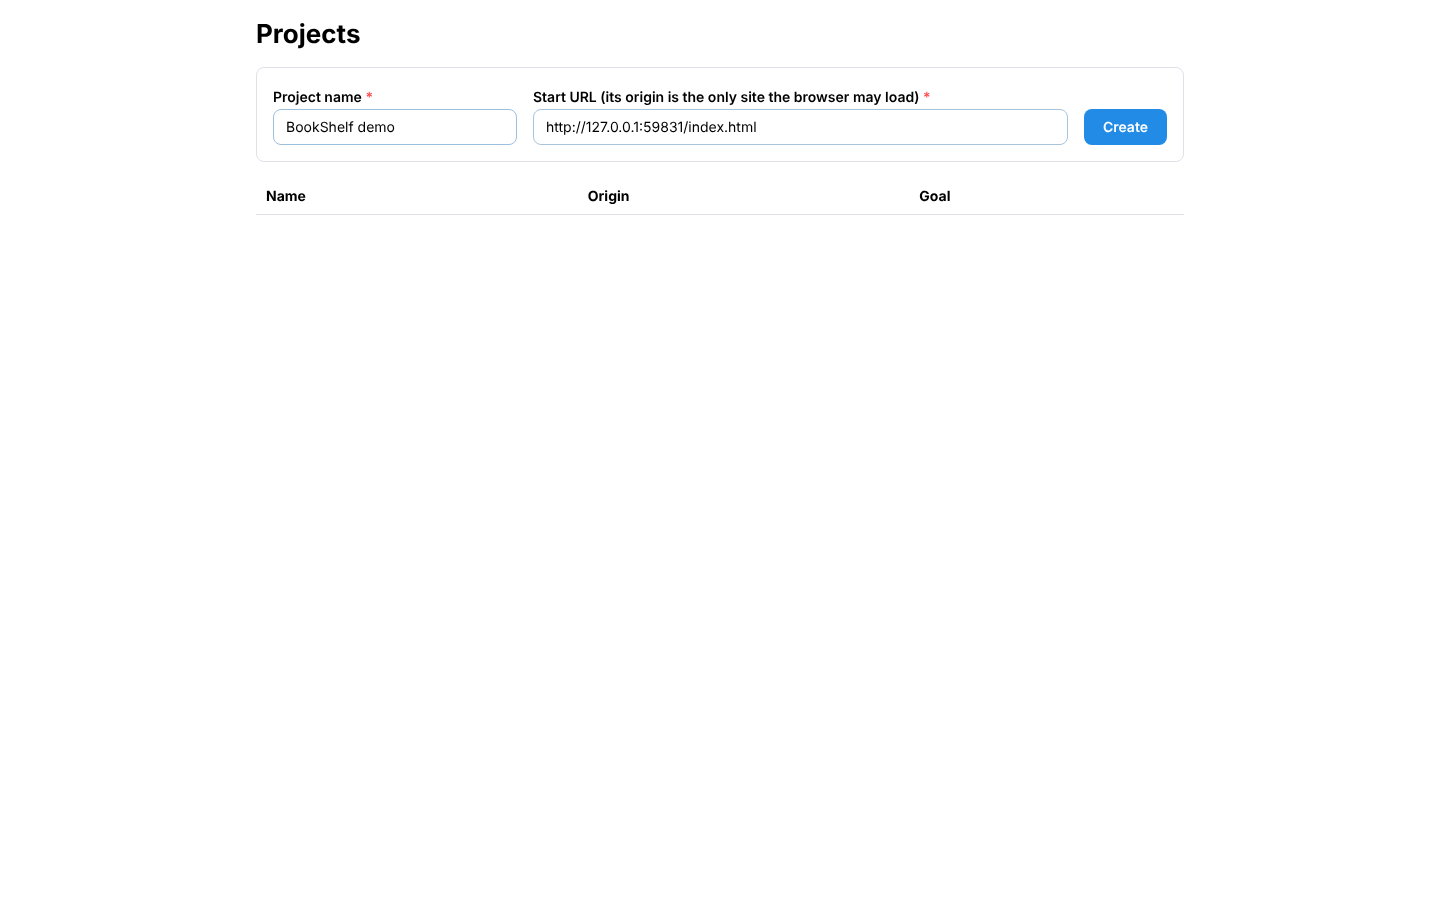 Projects
Project name *
Start URL (its origin is the only site the browser may load) *
BookShelf demo
http://127.0.0.1:59831/index.html
Create
Name Origin Goal